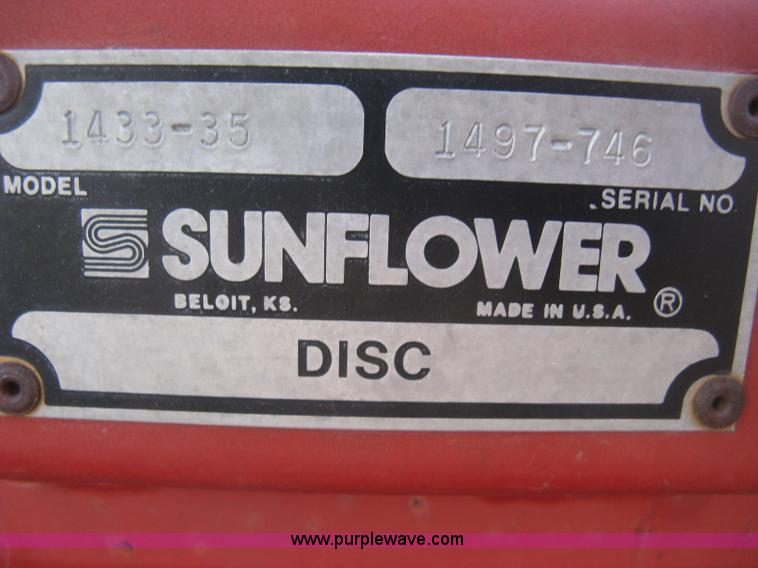 1433-35 1497-746
MODEL .SERIAL NO.
S SUNFLOWER
BELOIT, KS. MADE IN U.S.A. ®
DISC
www.purplewave.com